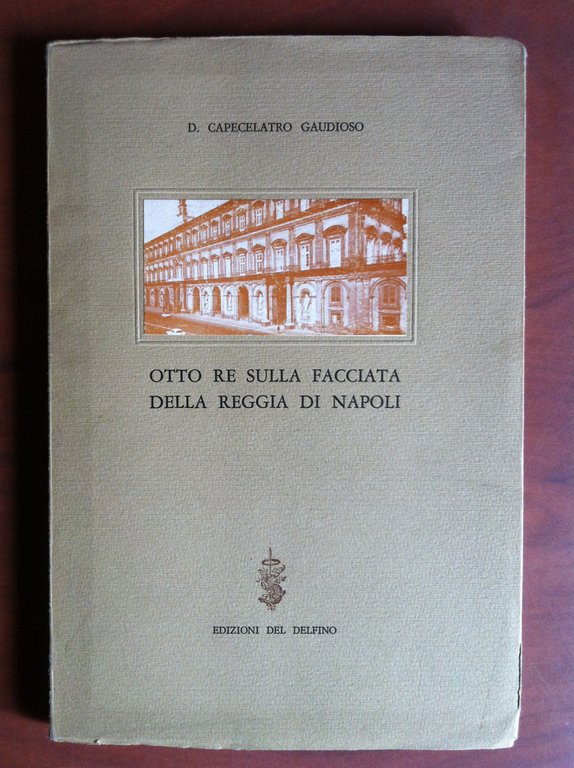 D. CAPECELATRO GAUDIOSO
OTTO RE SULLA FACCIATA
DELLA REGGIA DI NAPOLI
EDIZIONI DEL DELFINO